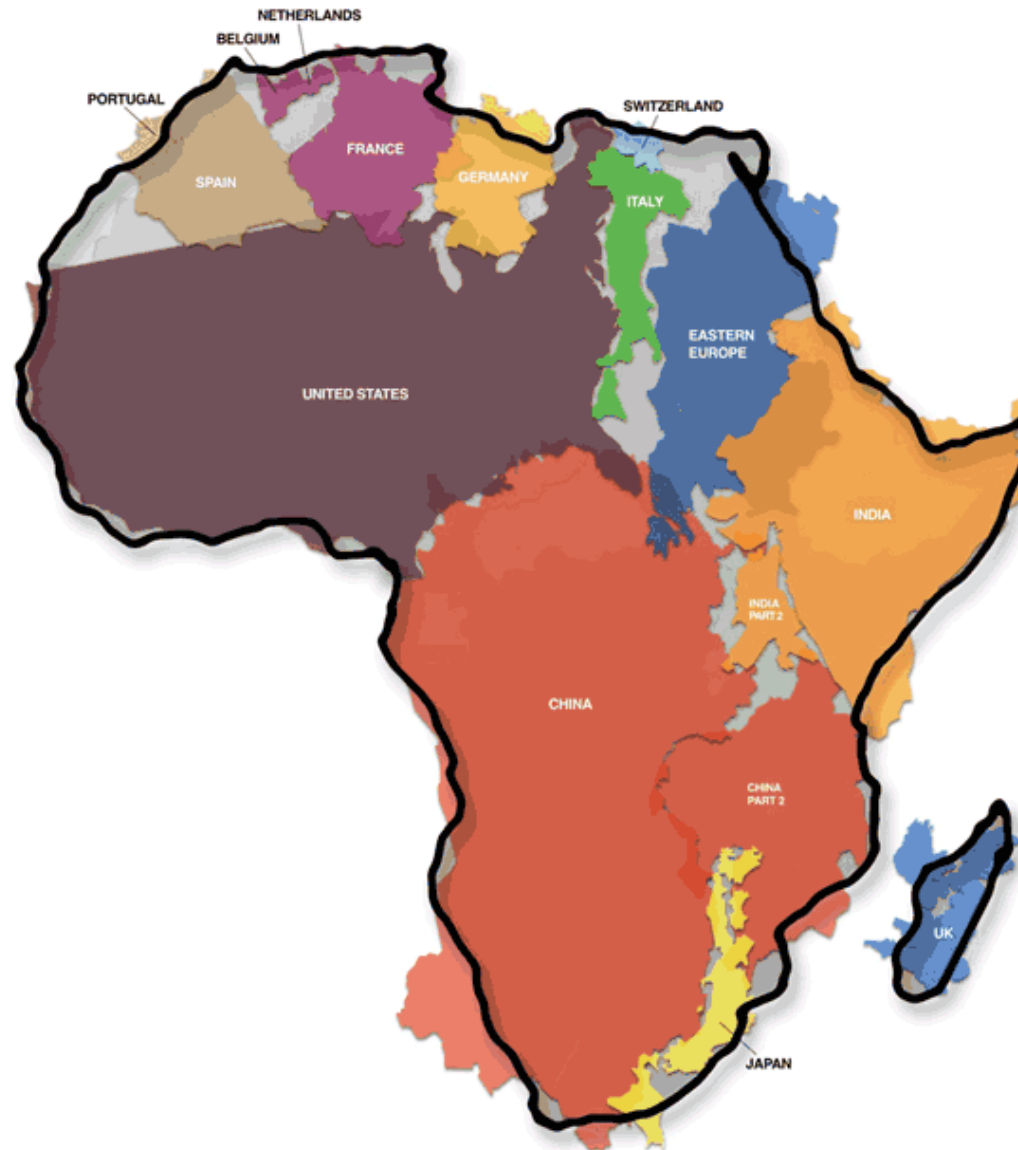 NETHERLANDS
BELGIUM
PORTUGAL
SWITZERLAND
FRANCE
GERMANY
SPAIN
ITALY
EASTERN
EUROPE
UNITED STATES
INDIA
INDIA
PART 2
CHINA
CHINA
PART 2
UK
JAPAN